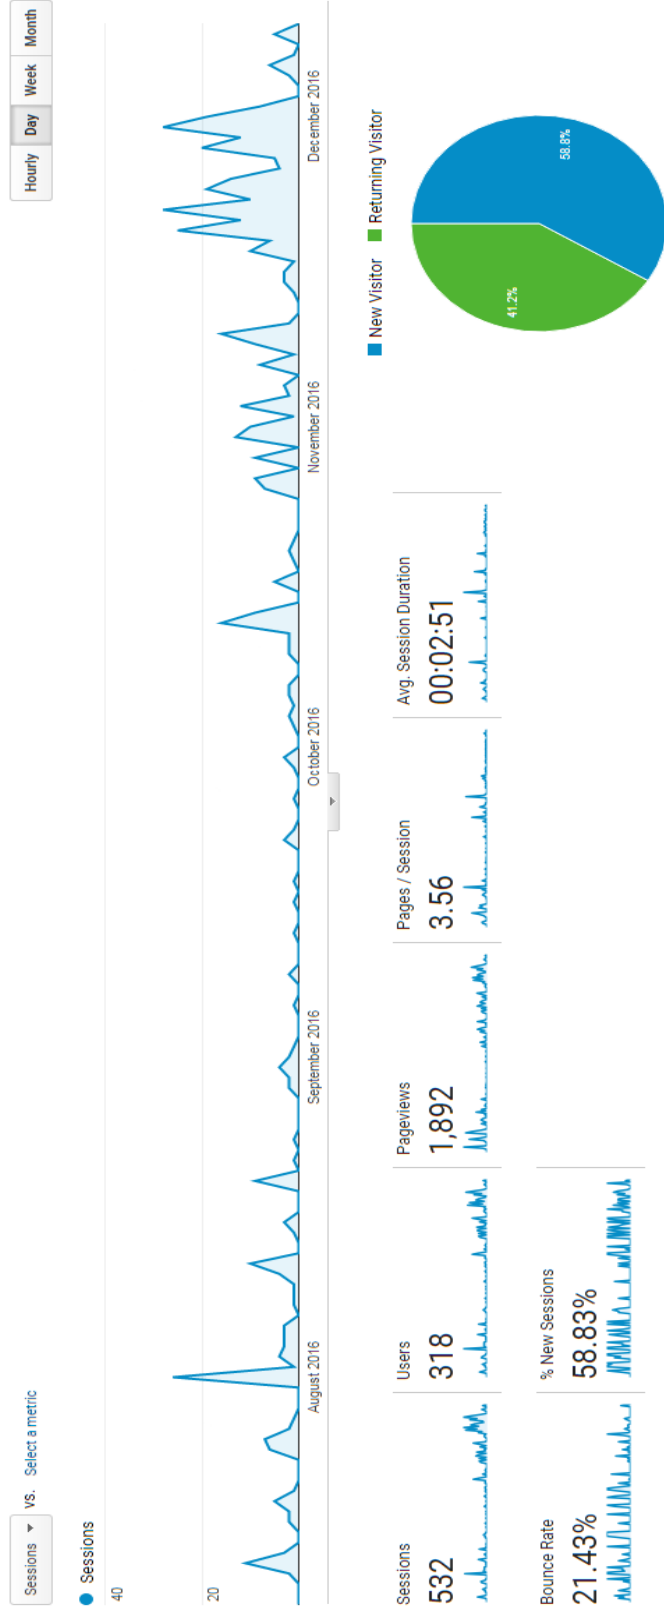 Sessions vs. Select a metric
Hourly Day Week Month
Sessions
40
20
August 2016 September 2016 October 2016 November 2016 December 2016
New Visitor Returning Visitor
58.8%
41.2%
Sessions
532
Users
318
Pageviews
1,892
Pages / Session
3.56
Avg. Session Duration
00:02:51
Bounce Rate
21.43%
% New Sessions
58.83%